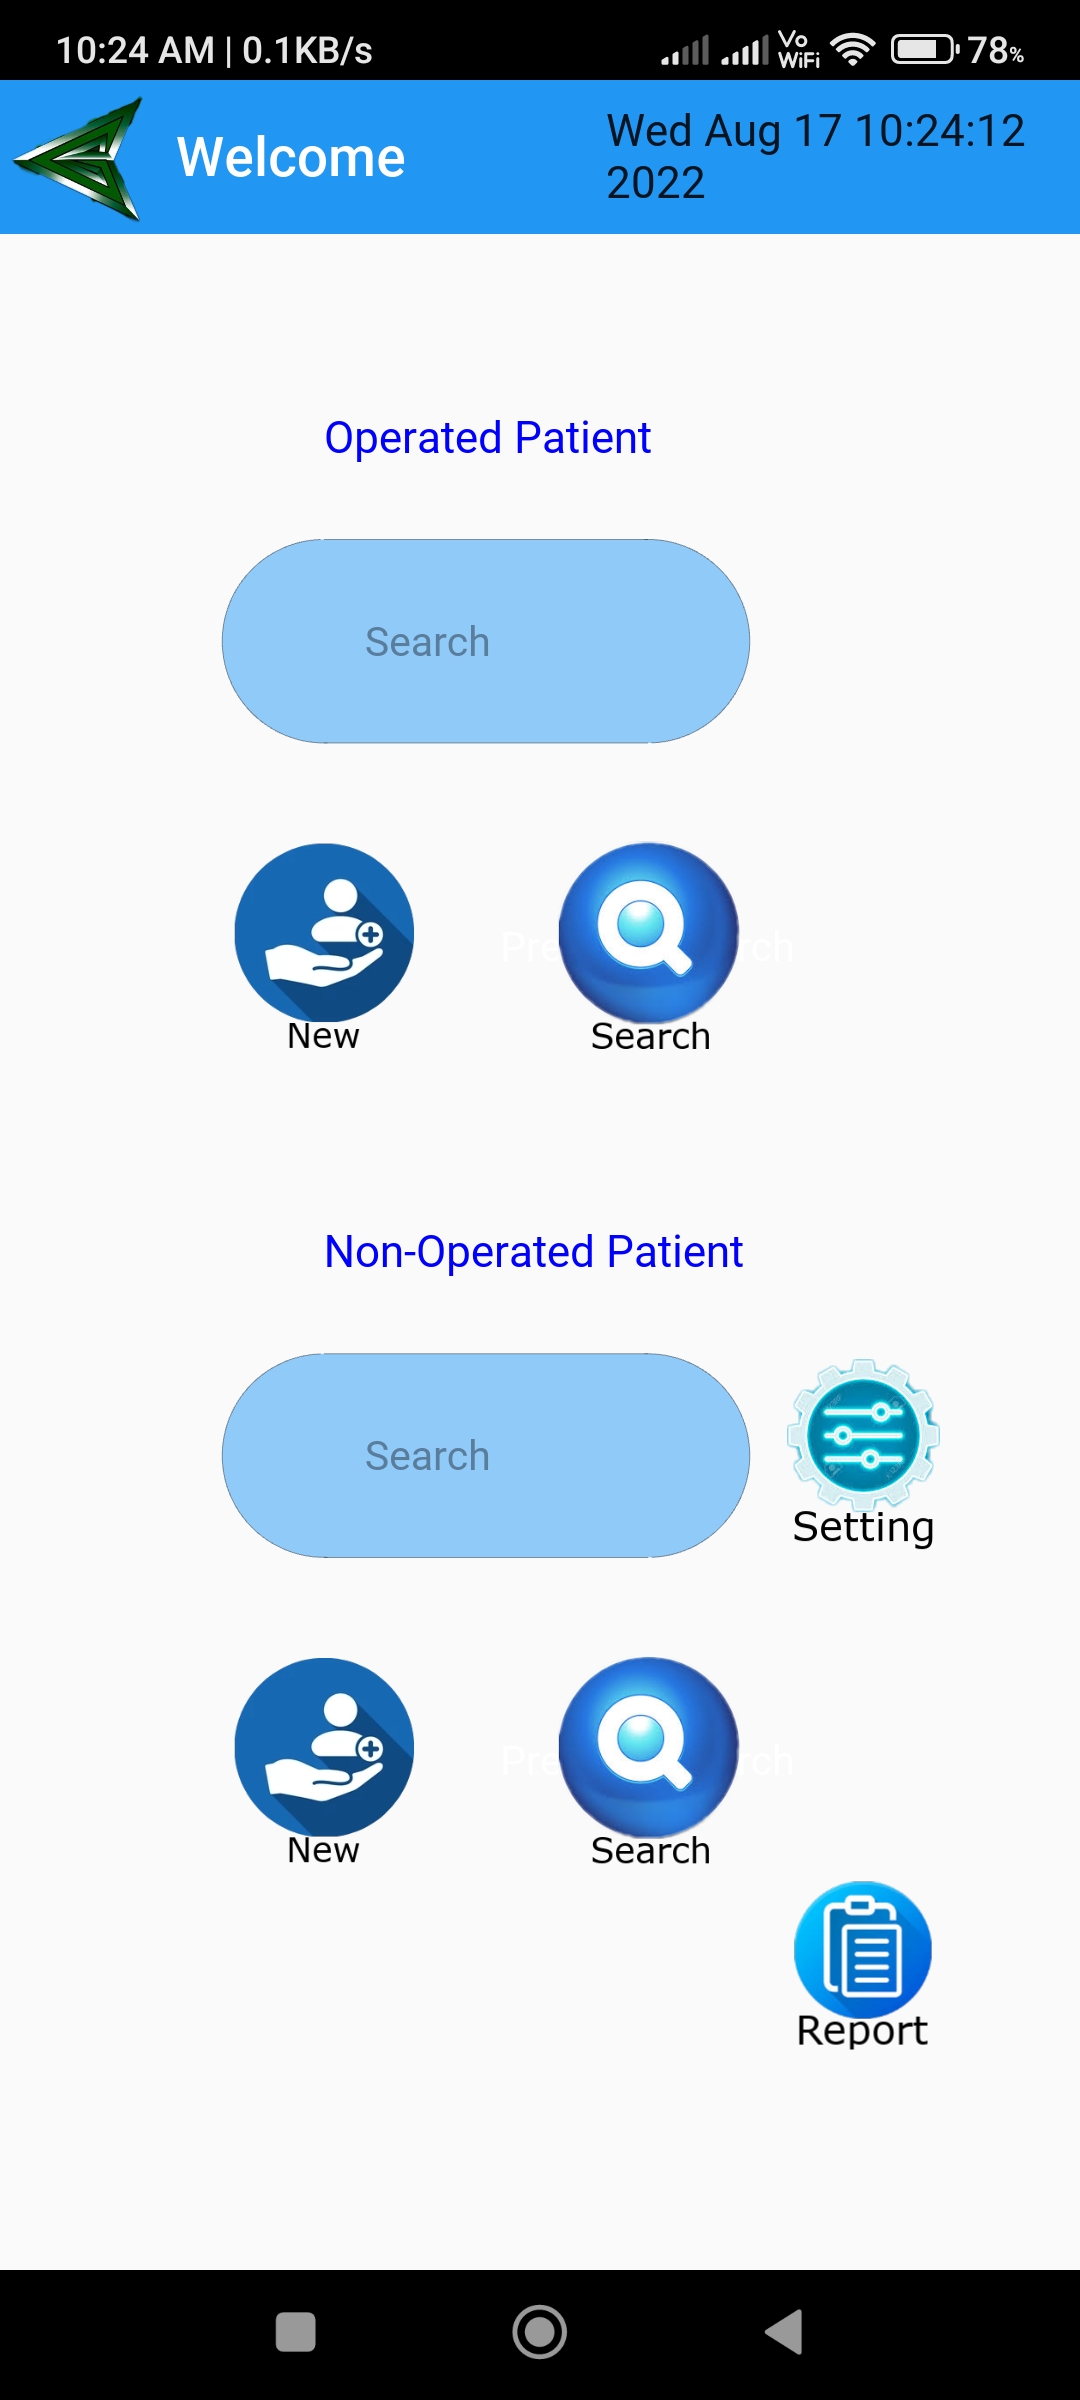 10:24 AM | 0.1KB/s
Vo
WiFi
78%
Welcome
Wed Aug 17 10:24:12
2022
Operated Patient
Search
New
Search
Non-Operated Patient
Search
Setting
New
Search
Report